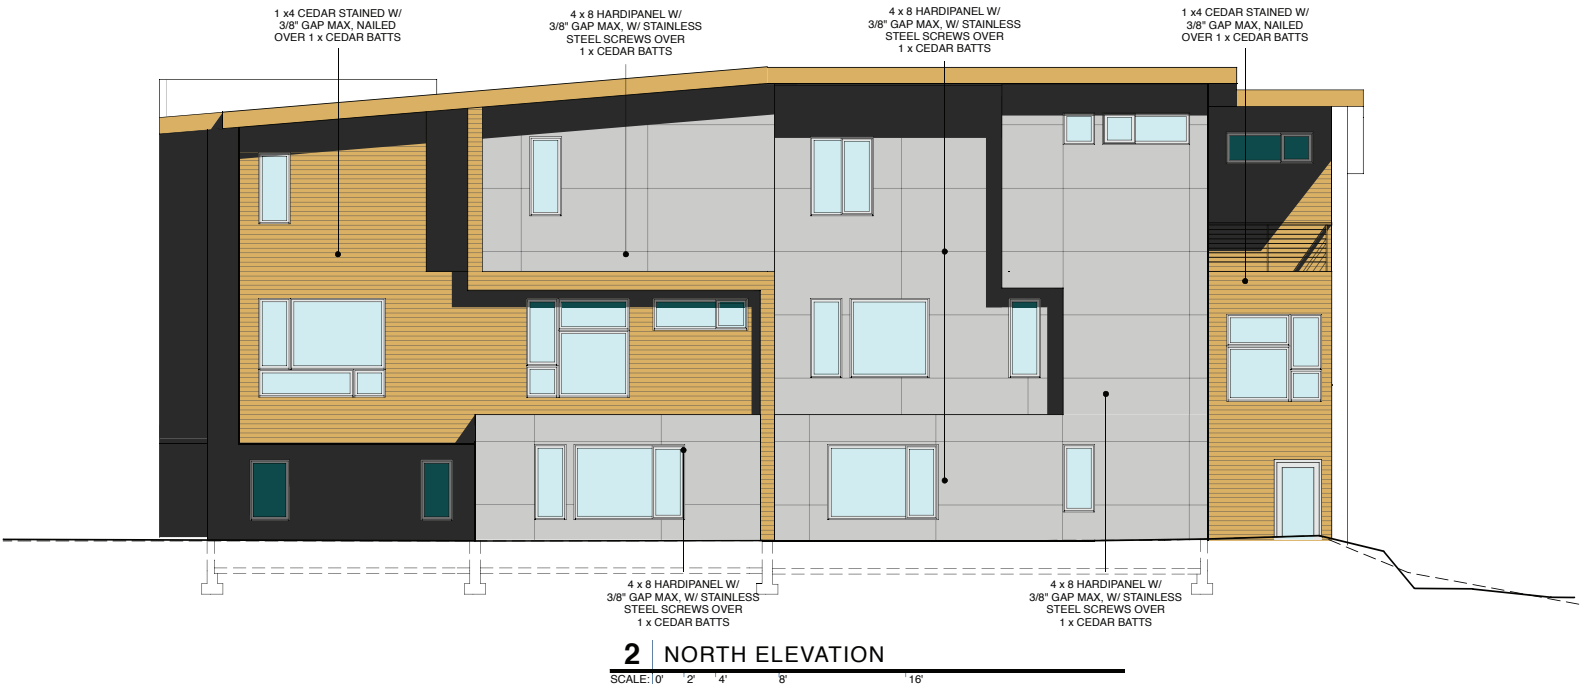 1 x4 CEDAR STAINED W/
3/8" GAP MAX, NAILED
OVER 1 x CEDAR BATTS
4 x 8 HARDIPANEL W/
3/8" GAP MAX, W/ STAINLESS
STEEL SCREWS OVER
1 x CEDAR BATTS
4 x 8 HARDIPANEL W/
3/8" GAP MAX, W/ STAINLESS
STEEL SCREWS OVER
1 x CEDAR BATTS
1 x4 CEDAR STAINED W/
3/8" GAP MAX, NAILED
OVER 1 x CEDAR BATTS
4 x 8 HARDIPANEL W/
3/8" GAP MAX, W/ STAINLESS
STEEL SCREWS OVER
1 x CEDAR BATTS
4 x 8 HARDIPANEL W/
3/8" GAP MAX, W/ STAINLESS
STEEL SCREWS OVER
1 x CEDAR BATTS
2 NORTH ELEVATION
SCALE: 0' 2' 4' 8' 16'